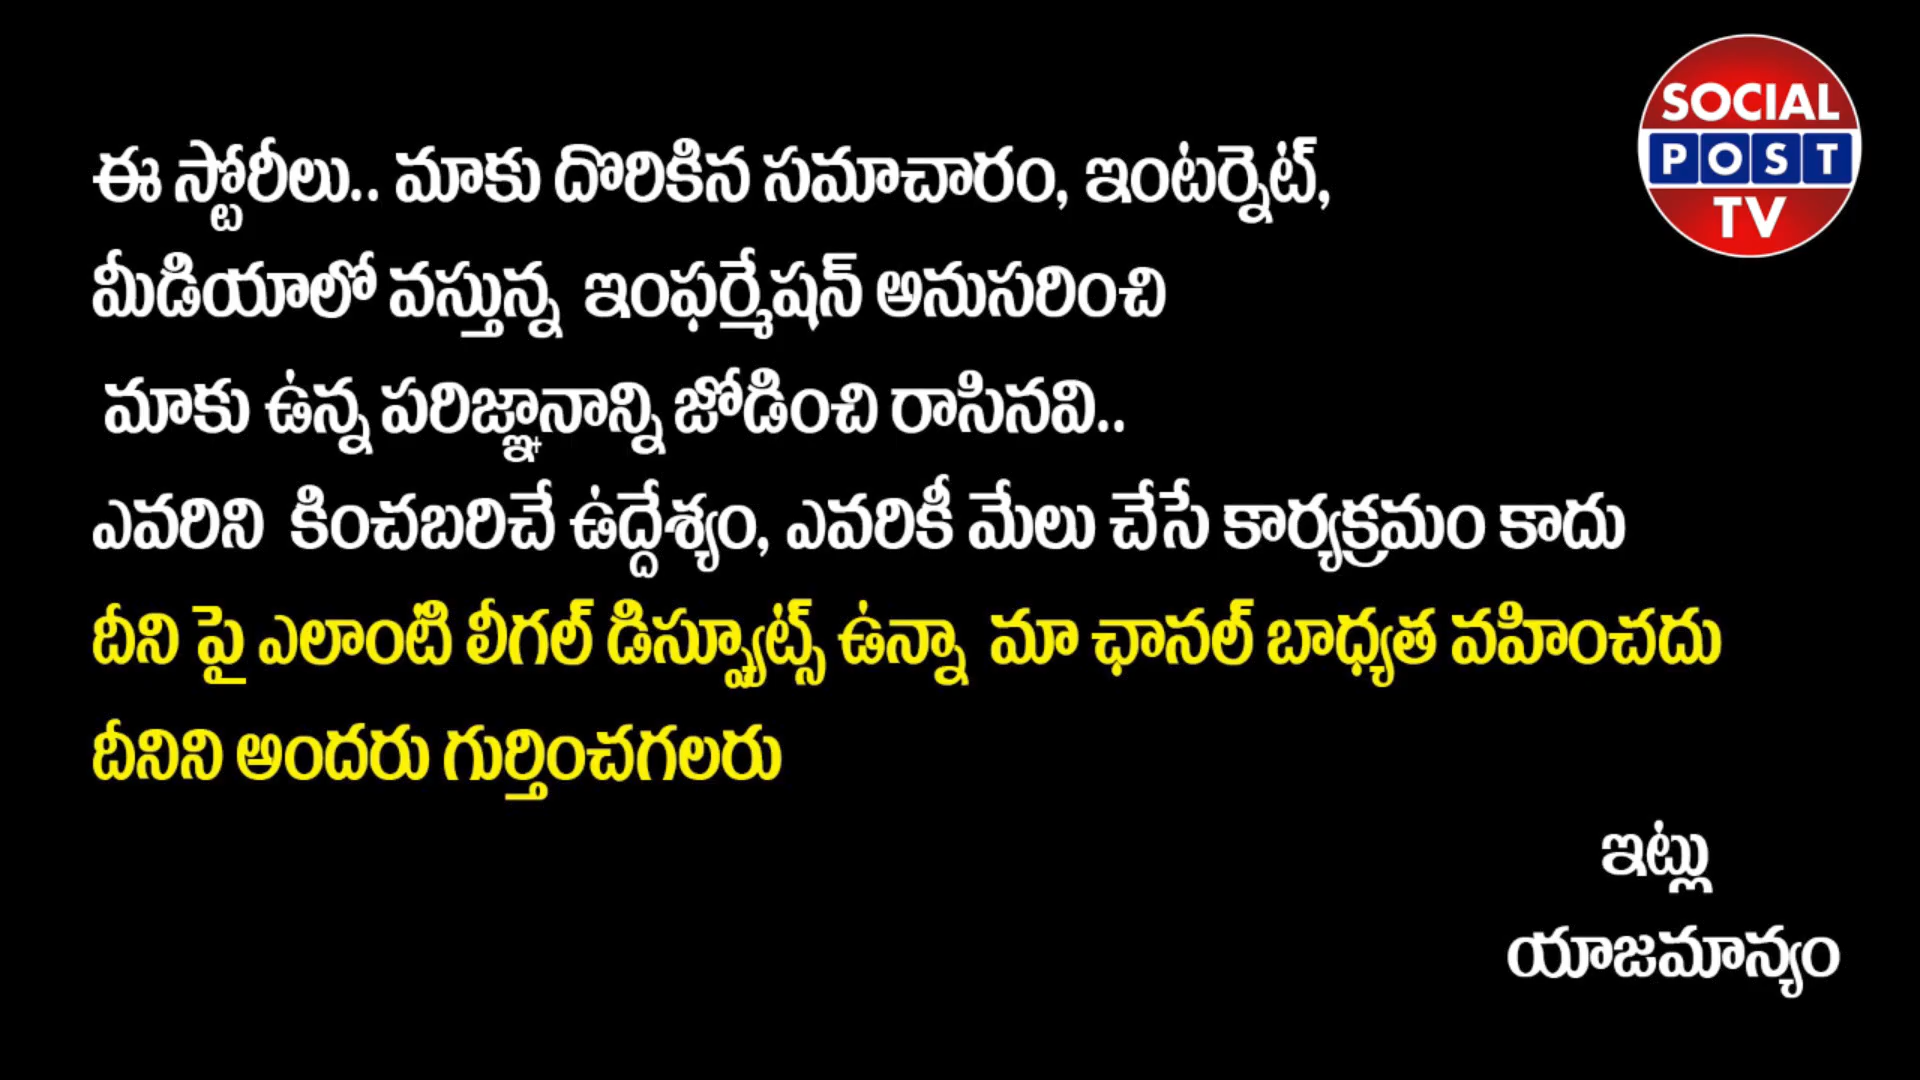 SOCIAL
POST
TV
ఈ స్టోరీలు.. మాకు దొరికిన సమాచారం, ఇంటర్నెట్,
మీడియాలో వస్తున్న ఇంఫర్మేషన్ అనుసరించి
మాకు ఉన్న పరిజ్ఞానాన్ని జోడించి రాసినవి..
ఎవరిని కించబరిచే ఉద్దేశ్యం, ఎవరికీ మేలు చేసే కార్యక్రమం కాదు
దీని పై ఎలాంటి లీగల్ డిస్ప్యూట్స్ ఉన్నా మా ఛానల్ బాధ్యత వహించదు
దీనిని అందరు గుర్తించగలరు
ఇట్లు
యాజమాన్యం